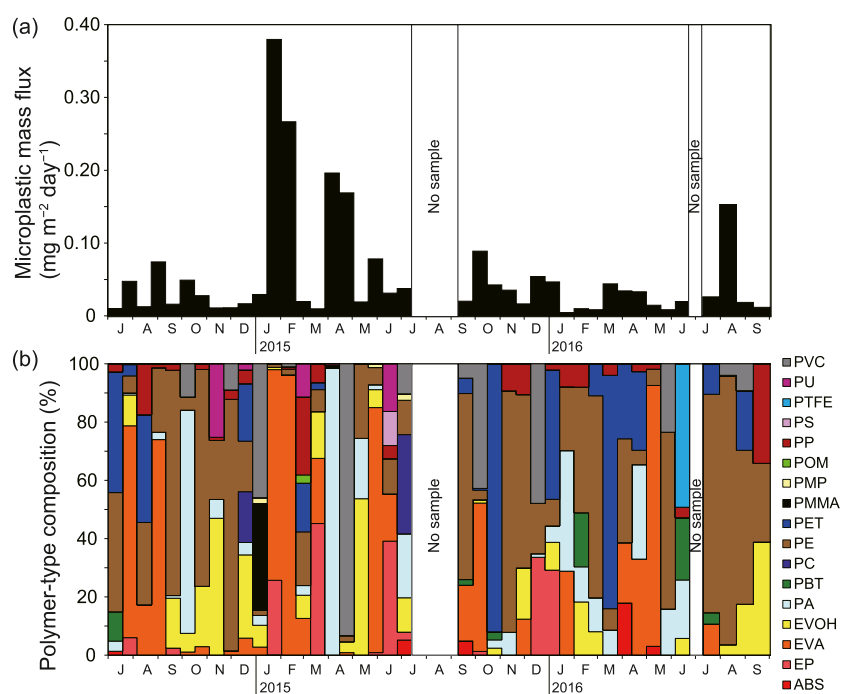 (a)
Microplastic mass flux
(mg m⁻² day⁻¹)
0.40
0.30
0.20
0.10
0
No sample
No sample
J A S O N D J F M A M J J A S O N D J F M A M J J A S
2015
2016
(b)
Polymer-type composition (%)
100
80
60
40
20
0
No sample
No sample
J A S O N D J F M A M J J A S O N D J F M A M J J A S
2015
2016
PVC
PU
PTFE
PS
PP
POM
PMP
PMMA
PET
PE
PC
PBT
PA
EVOH
EVA
EP
ABS